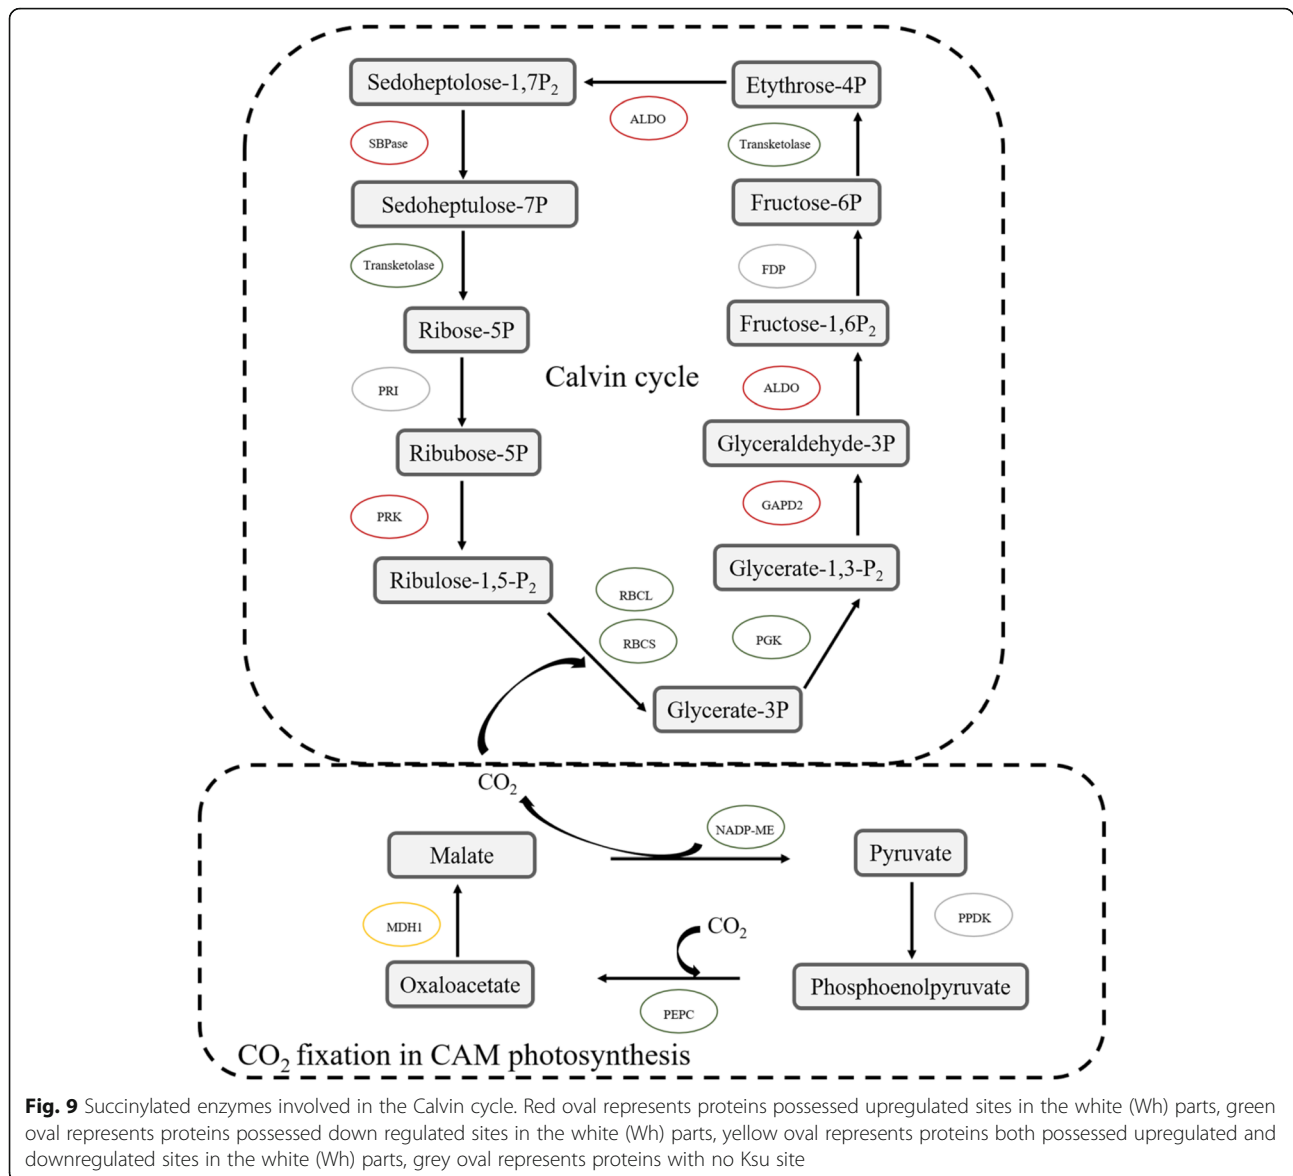 Sedoheptolose-1,7P₂
Etythrose-4P
ALDO
SBPase
Transketolase
Sedoheptulose-7P
Fructose-6P
Transketolase
FDP
Ribose-5P
Fructose-1,6P₂
Calvin cycle
PRI
ALDO
Ribubose-5P
Glyceraldehyde-3P
PRK
GAPD2
Ribulose-1,5-P₂
Glycerate-1,3-P₂
RBCL
RBCS
PGK
Glycerate-3P
CO₂
NADP-ME
Malate
Pyruvate
MDH1
CO₂
PPDK
Oxaloacetate
Phosphoenolpyruvate
PEPC
CO₂ fixation in CAM photosynthesis
Fig. 9 Succinylated enzymes involved in the Calvin cycle. Red oval represents proteins possessed upregulated sites in the white (Wh) parts, green
oval represents proteins possessed down regulated sites in the white (Wh) parts, yellow oval represents proteins both possessed upregulated and
downregulated sites in the white (Wh) parts, grey oval represents proteins with no Ksu site